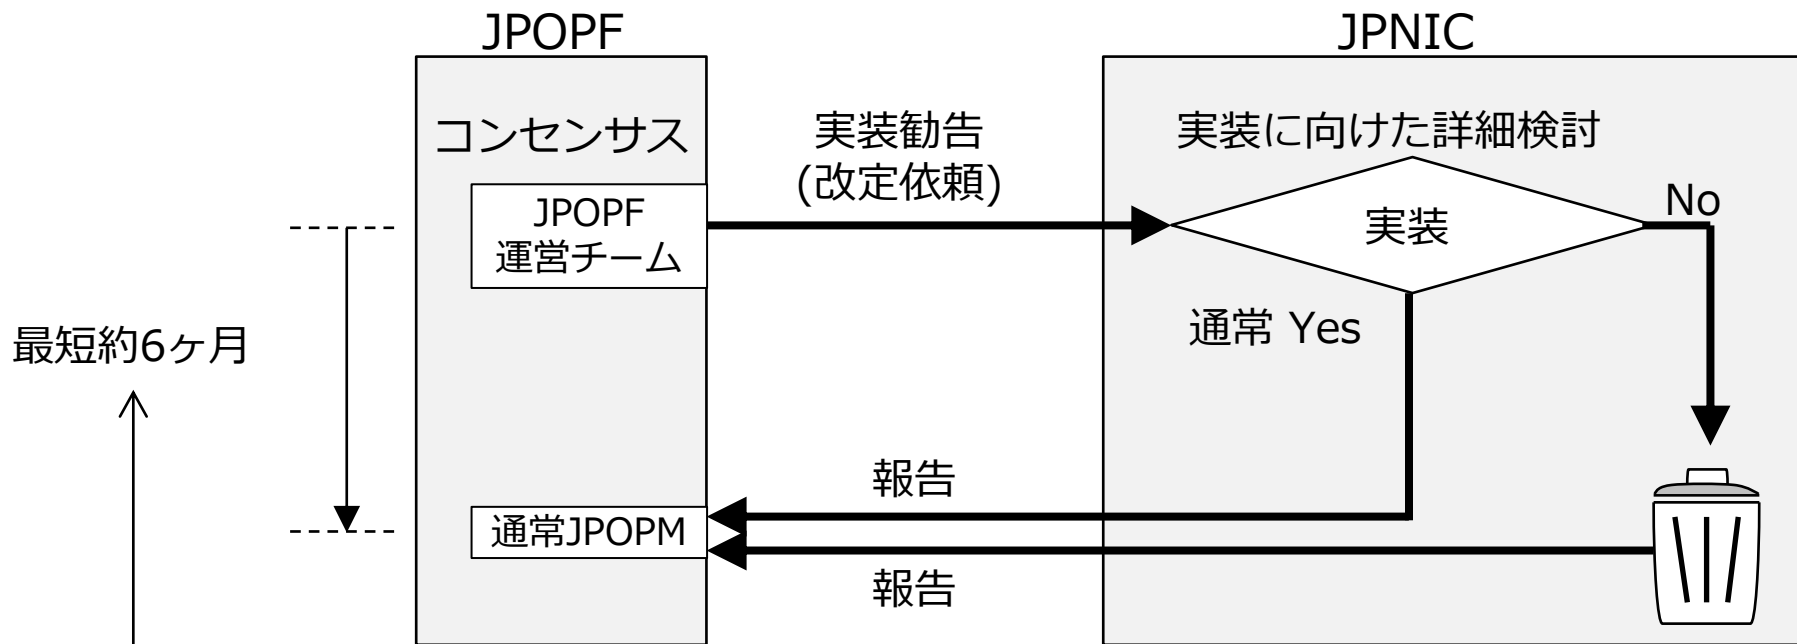 JPOPF
JPNIC
コンセンサス
実装勧告
(改定依頼)
実装に向けた詳細検討
JPOPF
運営チーム
実装
No
通常 Yes
最短約6ヶ月
報告
通常JPOPM
報告